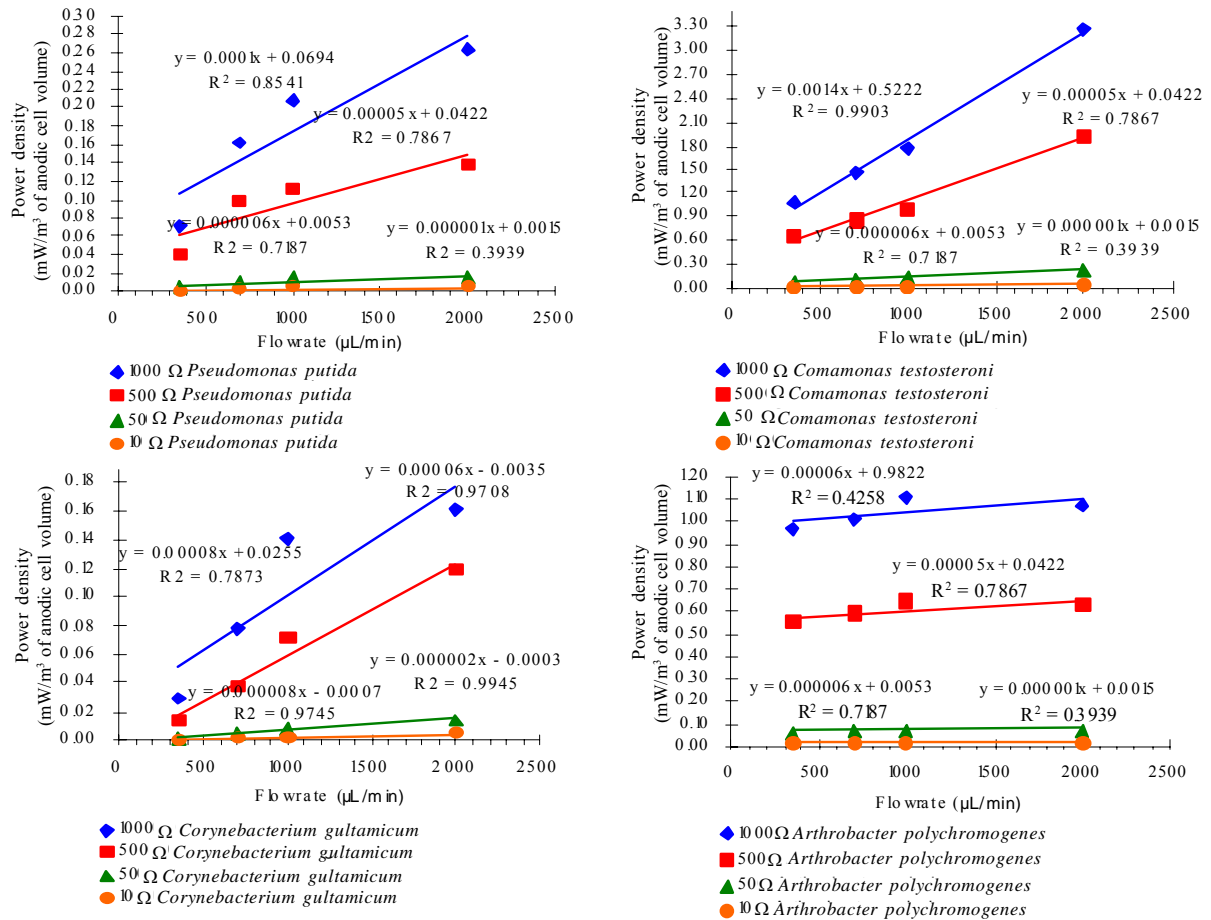 Power density
(mW/m³ of anodic cell volume)
0.30
0.28
0.26
0.24
0.22
0.20
0.18
0.16
0.14
0.12
0.10
0.08
0.06
0.04
0.02
0.00
y = 0.0001x + 0.0694
R² = 0.8541
y = 0.00005x + 0.0422
R2 = 0.7867
y = 0.000006x + 0.0053
R2 = 0.7187
y = 0.000001x + 0.0015
R2 = 0.3939
0 500 1000 1500 2000 2500
Flowrate (µL/min)
1000 Ω Pseudomonas putida
500 Ω Pseudomonas putida
50 Ω Pseudomonas putida
10 Ω Pseudomonas putida
Power density
(mW/m³ of anodic cell volume)
3.30
3.00
2.70
2.40
2.10
1.80
1.50
1.20
0.90
0.60
0.30
0.00
y = 0.0014x + 0.5222
R² = 0.9903
y = 0.00005x + 0.0422
R² = 0.7867
y = 0.000006x + 0.0053
R² = 0.7187
y = 0.000001x + 0.0015
R² = 0.3939
0 500 1000 1500 2000 2500
Flowrate (µL/min)
1000 Ω Comamonas testosteroni
500 Ω Comamonas testosteroni
50 Ω Comamonas testosteroni
10 Ω Comamonas testosteroni
Power density
(mW/m³ of anodic cell volume)
0.18
0.16
0.14
0.12
0.10
0.08
0.06
0.04
0.02
0.00
y = 0.00006x - 0.0035
R2 = 0.9708
y = 0.00008x + 0.0255
R2 = 0.7873
y = 0.000002x - 0.0003
R2 = 0.9945
y = 0.000008x - 0.0007
R2 = 0.9745
0 500 1000 1500 2000 2500
Flowrate (µL/min)
1000 Ω Corynebacterium gultamicum
500 Ω Corynebacterium gultamicum
50 Ω Corynebacterium gultamicum
10 Ω Corynebacterium gultamicum
Power density
(mW/m³ of anodic cell volume)
1.20
1.10
1.00
0.90
0.80
0.70
0.60
0.50
0.40
0.30
0.20
0.10
0.00
y = 0.00006x + 0.9822
R² = 0.4258
y = 0.00005x + 0.0422
R² = 0.7867
y = 0.000006 x + 0.0053
R² = 0.7187
y = 0.000001x + 0.0015
R² = 0.3939
0 500 1000 1500 2000 2500
Flowrate (µL/min)
1000Ω Arthrobacter polychromogenes
500Ω Arthrobacter polychromogenes
50Ω Arthrobacter polychromogenes
10Ω Arthrobacter polychromogenes